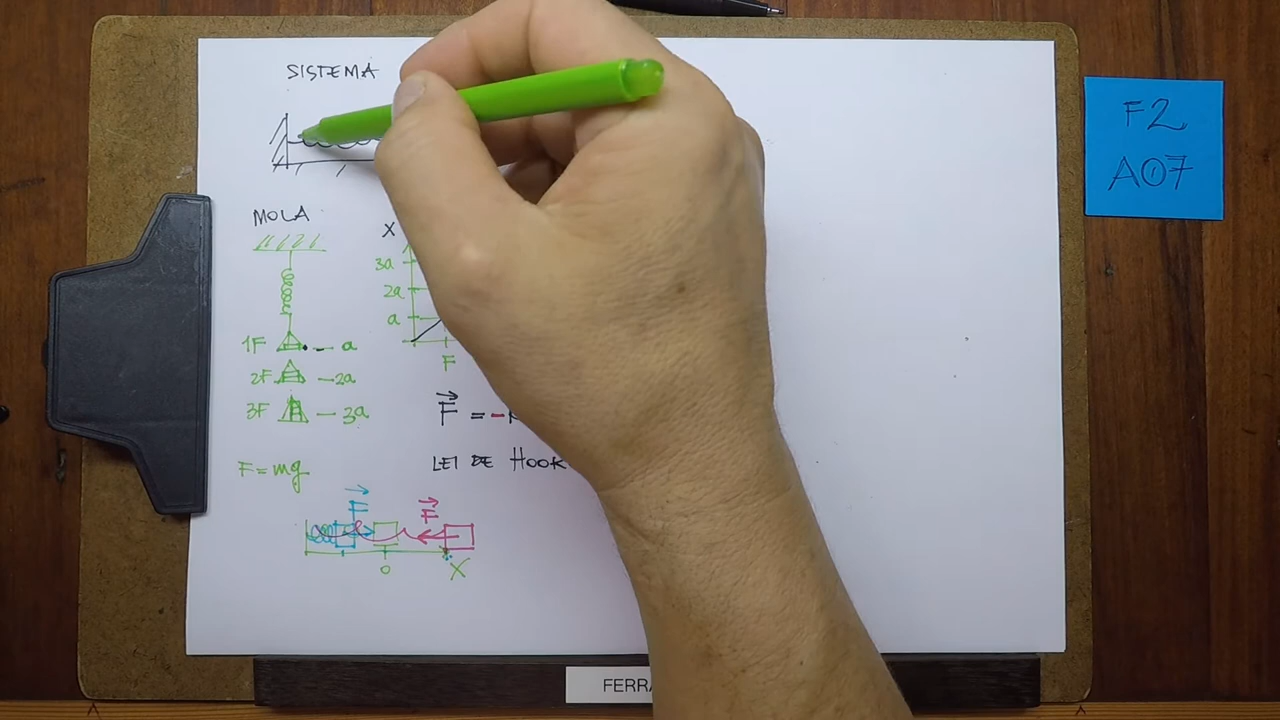 SISTEMA
F2
A07
MOLA
X
3a
2a
a
F
1F — a
2F — 2a
3F — 3a
F = -
LEI DE HOOK
F = mg
F F
0 X
FERRA